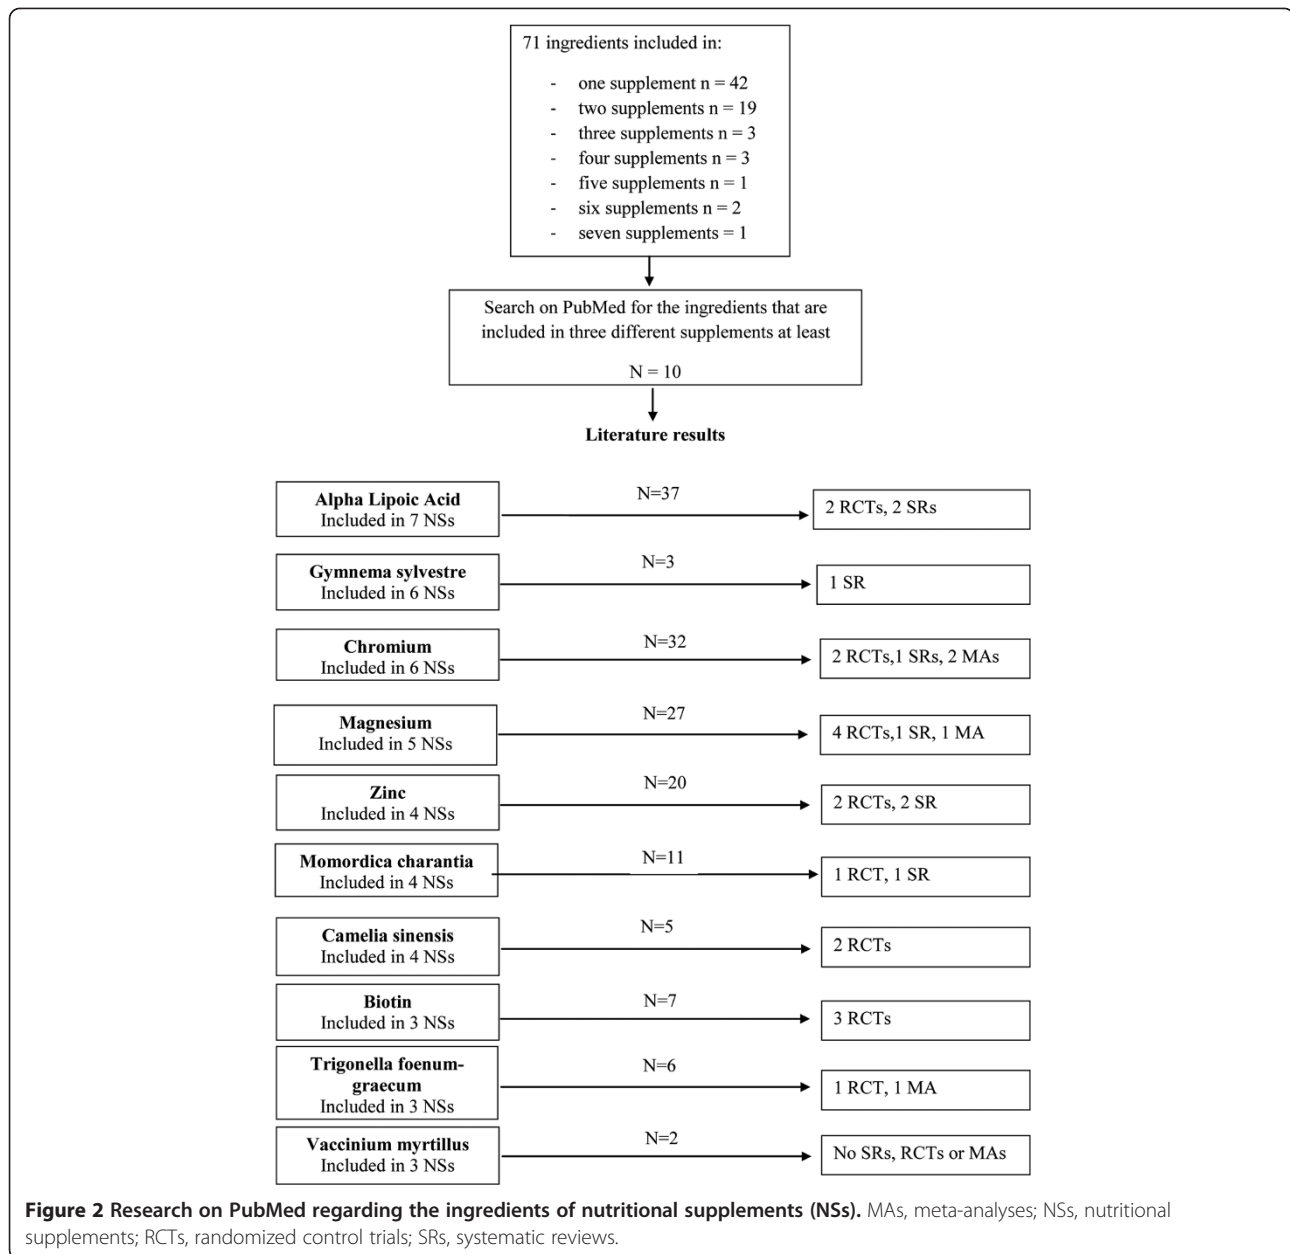 71 ingredients included in:
- one supplement n = 42
- two supplements n = 19
- three supplements n = 3
- four supplements n = 3
- five supplements n = 1
- six supplements n = 2
- seven supplements = 1
Search on PubMed for the ingredients that are
included in three different supplements at least
N = 10
Literature results
Alpha Lipoic Acid
Included in 7 NSs
N=37
2 RCTs, 2 SRs
Gymnema sylvestre
Included in 6 NSs
N=3
1 SR
Chromium
Included in 6 NSs
N=32
2 RCTs,1 SRs, 2 MAs
Magnesium
Included in 5 NSs
N=27
4 RCTs,1 SR, 1 MA
Zinc
Included in 4 NSs
N=20
2 RCTs, 2 SR
Momordica charantia
Included in 4 NSs
N=11
1 RCT, 1 SR
Camelia sinensis
Included in 4 NSs
N=5
2 RCTs
Biotin
Included in 3 NSs
N=7
3 RCTs
Trigonella foenum-
graecum
Included in 3 NSs
N=6
1 RCT, 1 MA
Vaccinium myrtillus
Included in 3 NSs
N=2
No SRs, RCTs or MAs
Figure 2 Research on PubMed regarding the ingredients of nutritional supplements (NSs). MAs, meta-analyses; NSs, nutritional
supplements; RCTs, randomized control trials; SRs, systematic reviews.